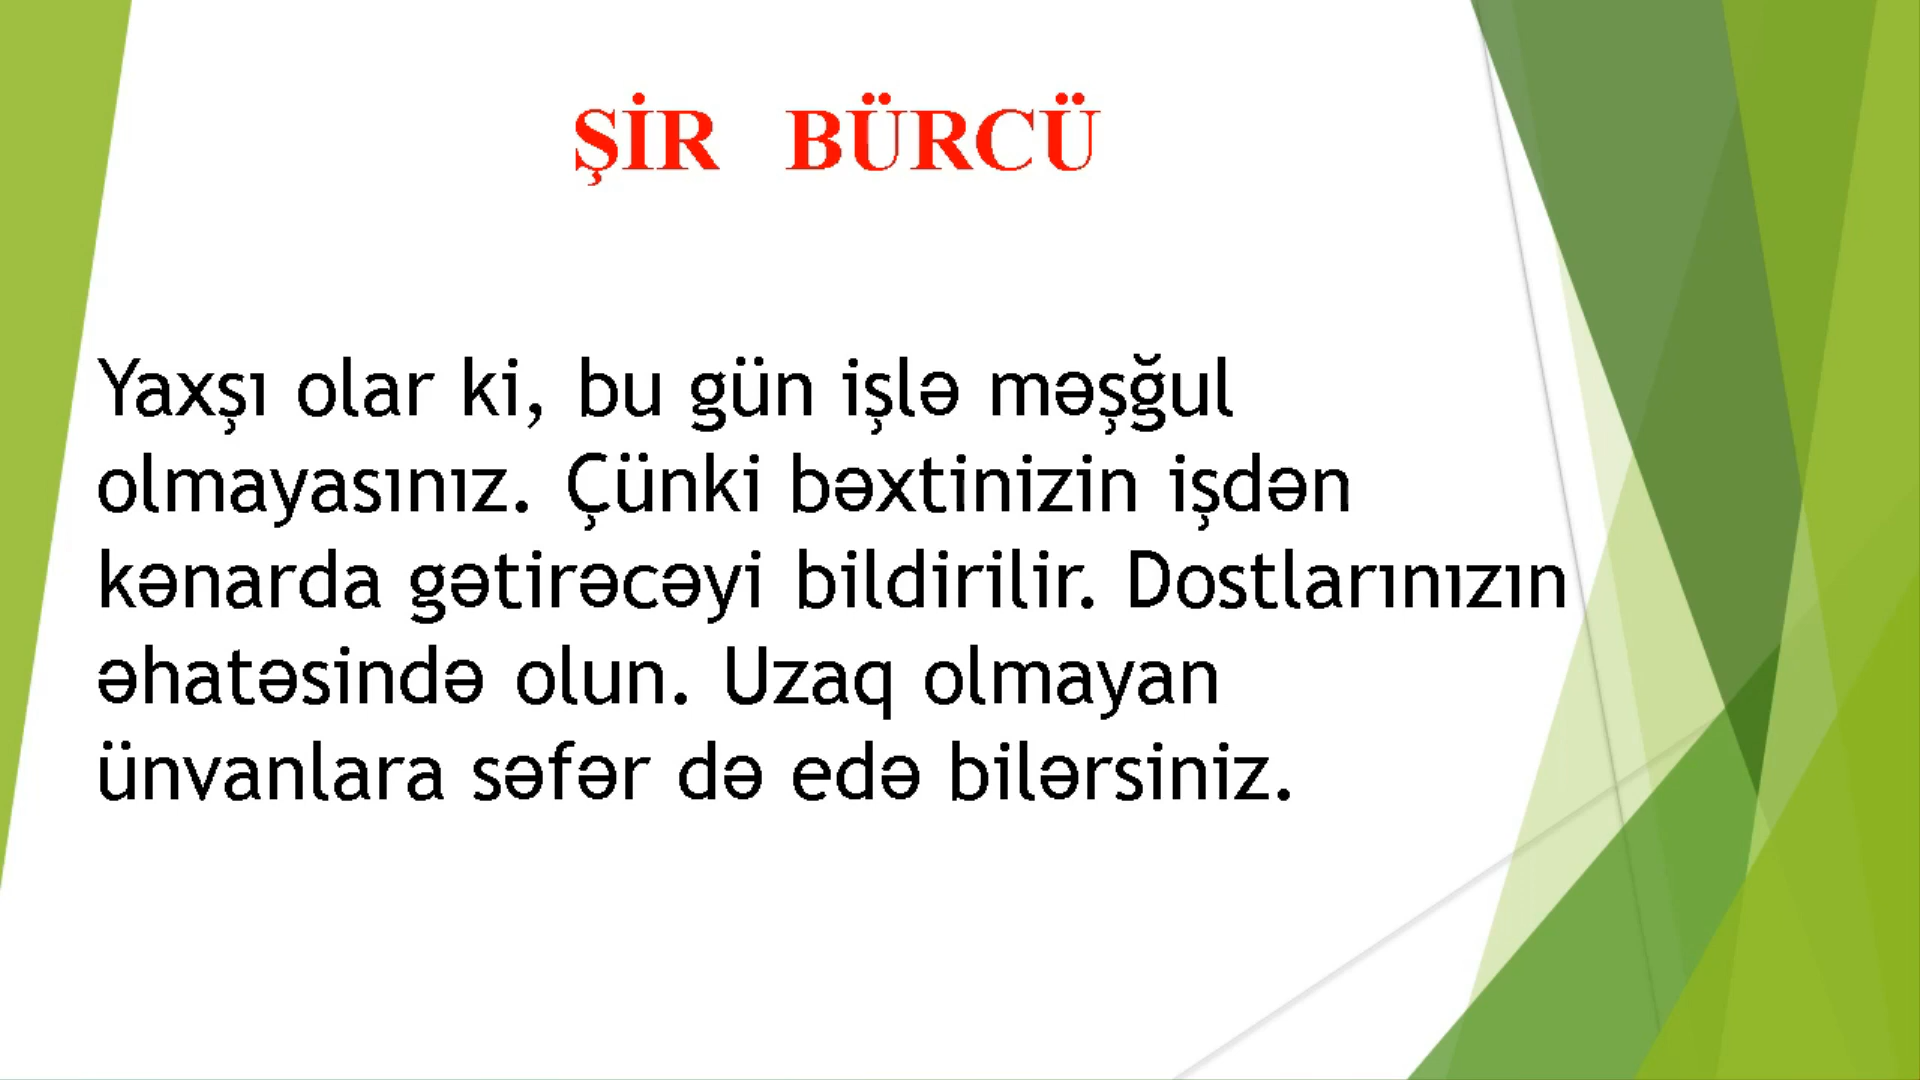 ŞİR BÜRCÜ
Yaxşı olar ki, bu gün işlə məşğul
olmayasınız. Çünki bəxtinizin işdən
kənarda gətirəcəyi bildirilir. Dostlarınızın
əhatəsində olun. Uzaq olmayan
ünvanlara səfər də edə bilərsiniz.